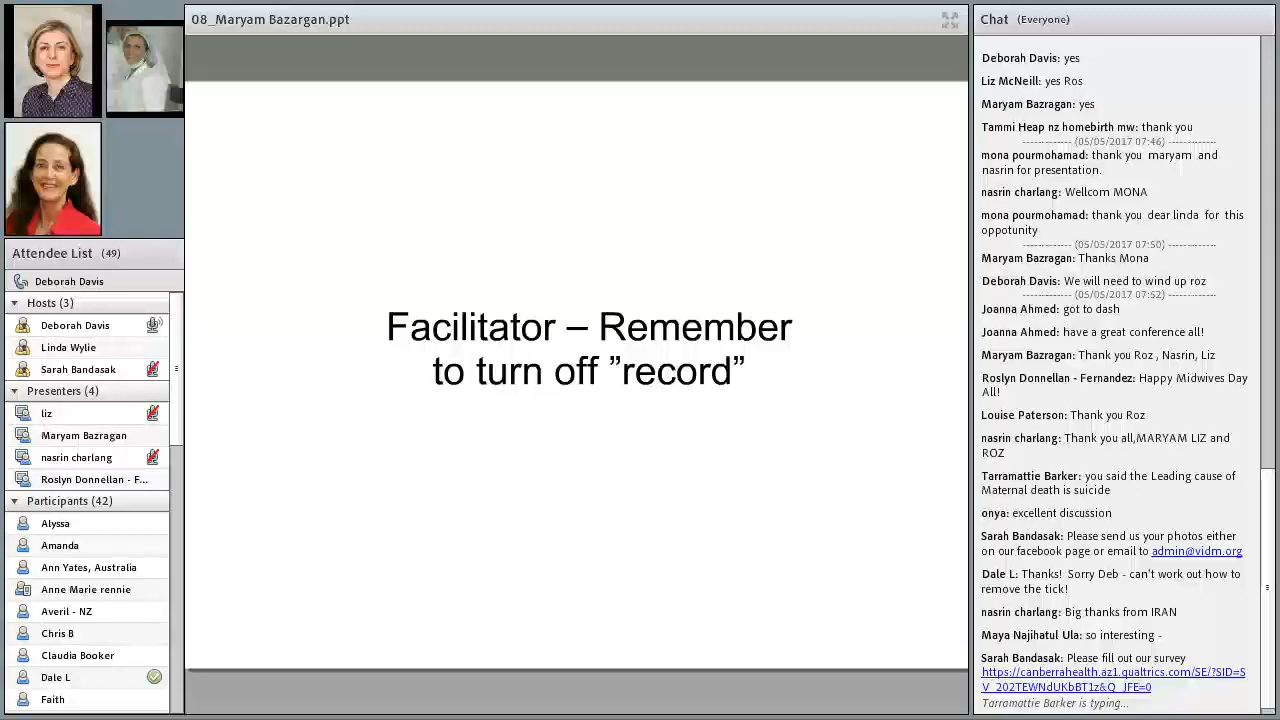 08_Maryam Bazargan.ppt
Facilitator – Remember
to turn off ”record”
Attendee List (49)
Deborah Davis
Hosts (3)
Deborah Davis
Linda Wylie
Sarah Bandasak
Presenters (4)
liz
Maryam Bazragan
nasrin charlang
Roslyn Donnellan - F...
Participants (42)
Alyssa
Amanda
Ann Yates, Australia
Anne Marie rennie
Averil - NZ
Chris B
Claudia Booker
Dale L
Faith
Chat (Everyone)
Deborah Davis: yes
Liz McNeill: yes Ros
Maryam Bazragan: yes
Tammi Heap nz homebirth mw: thank you
------------ (05/05/2017 07:46) ------------
mona pourmohamad: thank you maryam and
nasrin for presentation.
nasrin charlang: Wellcom MONA
mona pourmohamad: thank you dear linda for this
oppotunity
------------ (05/05/2017 07:50) ------------
Maryam Bazragan: Thanks Mona
Deborah Davis: We will need to wind up roz
------------ (05/05/2017 07:52) ------------
Joanna Ahmed: got to dash
Joanna Ahmed: have a great conference all!
Maryam Bazragan: Thank you Roz , Nasrin, Liz
Roslyn Donnellan - Fernandez: Happy Midwives Day
All!
Louise Paterson: Thank you Roz
nasrin charlang: Thank you all,MARYAM LIZ and
ROZ
Tarramattie Barker: you said the Leading cause of
Maternal death is suicide
onya: excellent discussion
Sarah Bandasak: Please send us your photos either
on our facebook page or email to admin@vidm.org
Dale L: Thanks! Sorry Deb - can't work out how to
remove the tick!
nasrin charlang: Big thanks from IRAN
Maya Najihatul Ula: so interesting -
Sarah Bandasak: Please fill out our survey
https://canberrahealth.az1.qualtrics.com/SE/?SID=S
V_202TEWNdUKbBT1z&Q_JFE=0
Tarramattie Barker is typing...